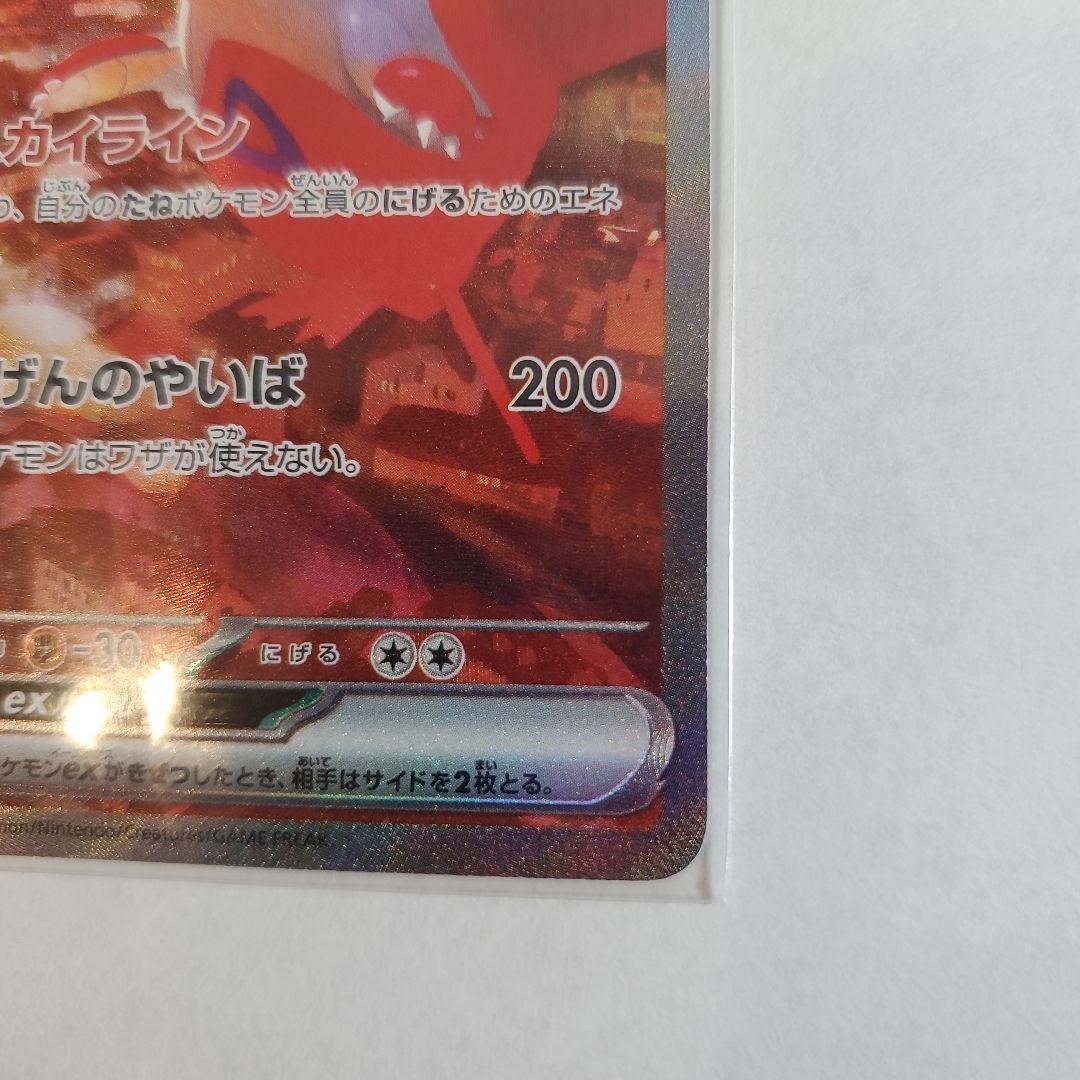 スカイライン
、自分のたねポケモン全員のにげるためのエネ
げんのやいば 200
ケモンはワザが使えない。
-30 にげる
ex
ケモンexがきぜつしたとき、相手はサイドを2枚とる。
mon/Nintendo/Creatures/GAME FREAK.